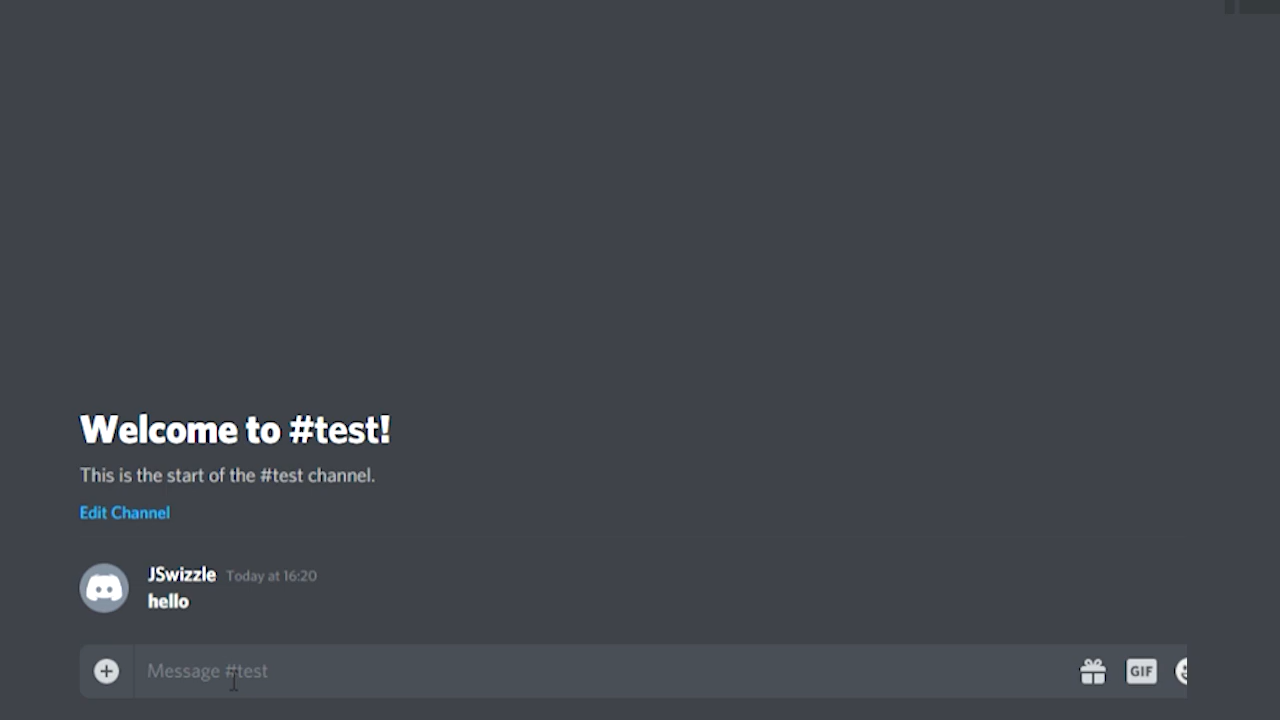 Welcome to #test!
This is the start of the #test channel.
Edit Channel
JSwizzle Today at 16:20
hello
Message #test
GIF